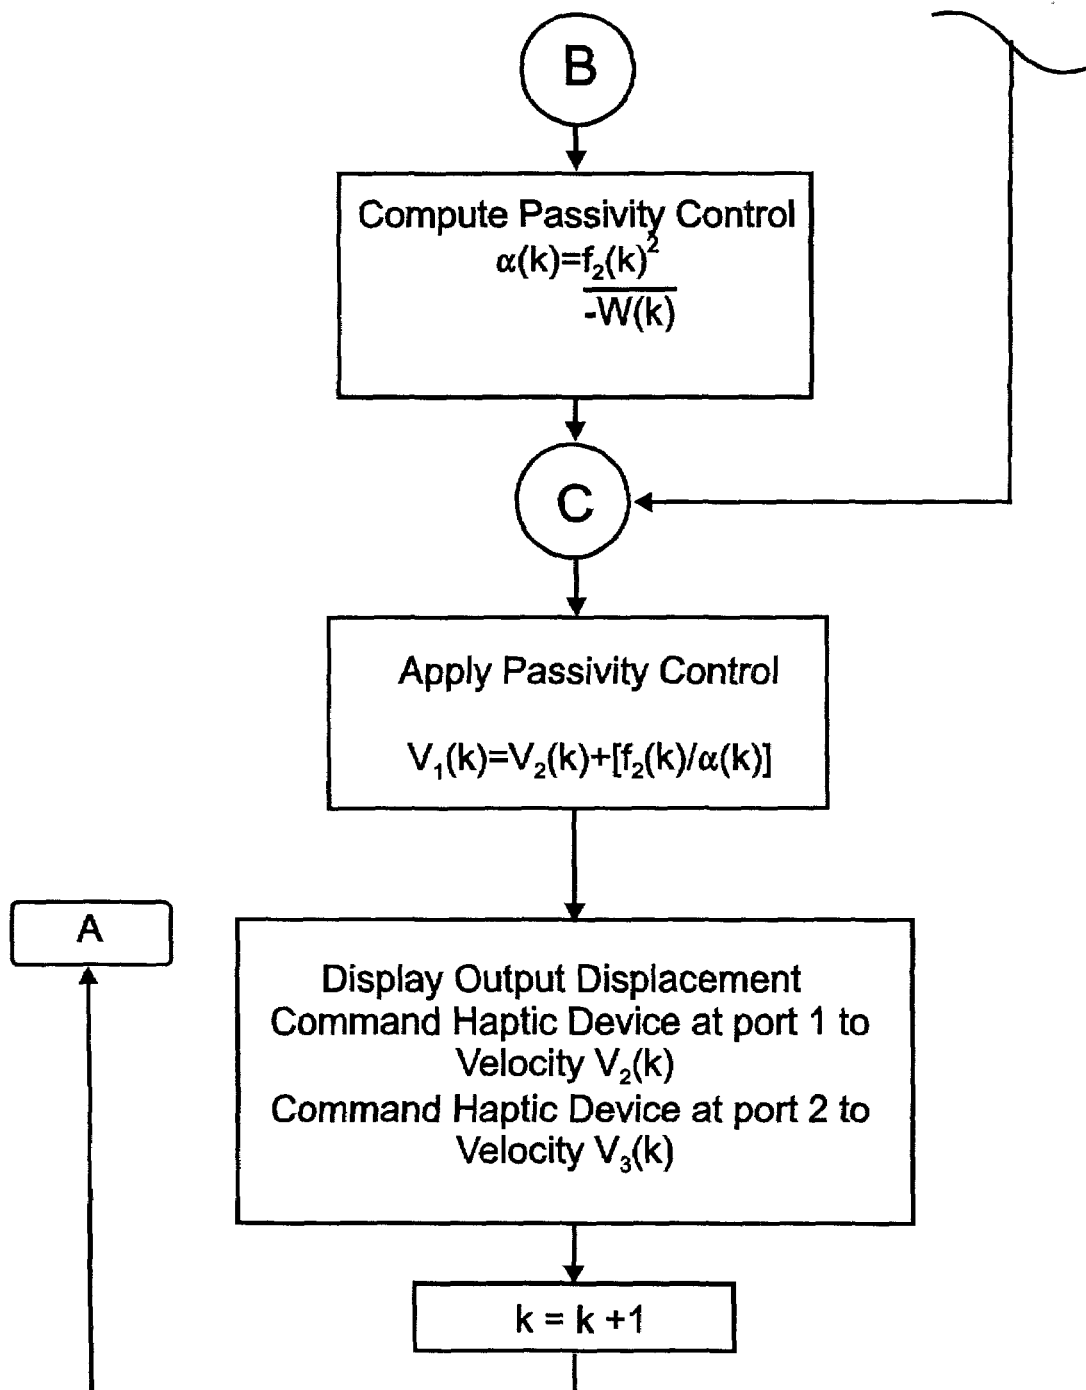 B
Compute Passivity Control
α(k)=f₂(k)²
-W(k)
C
Apply Passivity Control
V₁(k)=V₂(k)+[f₂(k)/α(k)]
A
Display Output Displacement
Command Haptic Device at port 1 to
Velocity V₂(k)
Command Haptic Device at port 2 to
Velocity V₃(k)
k = k +1